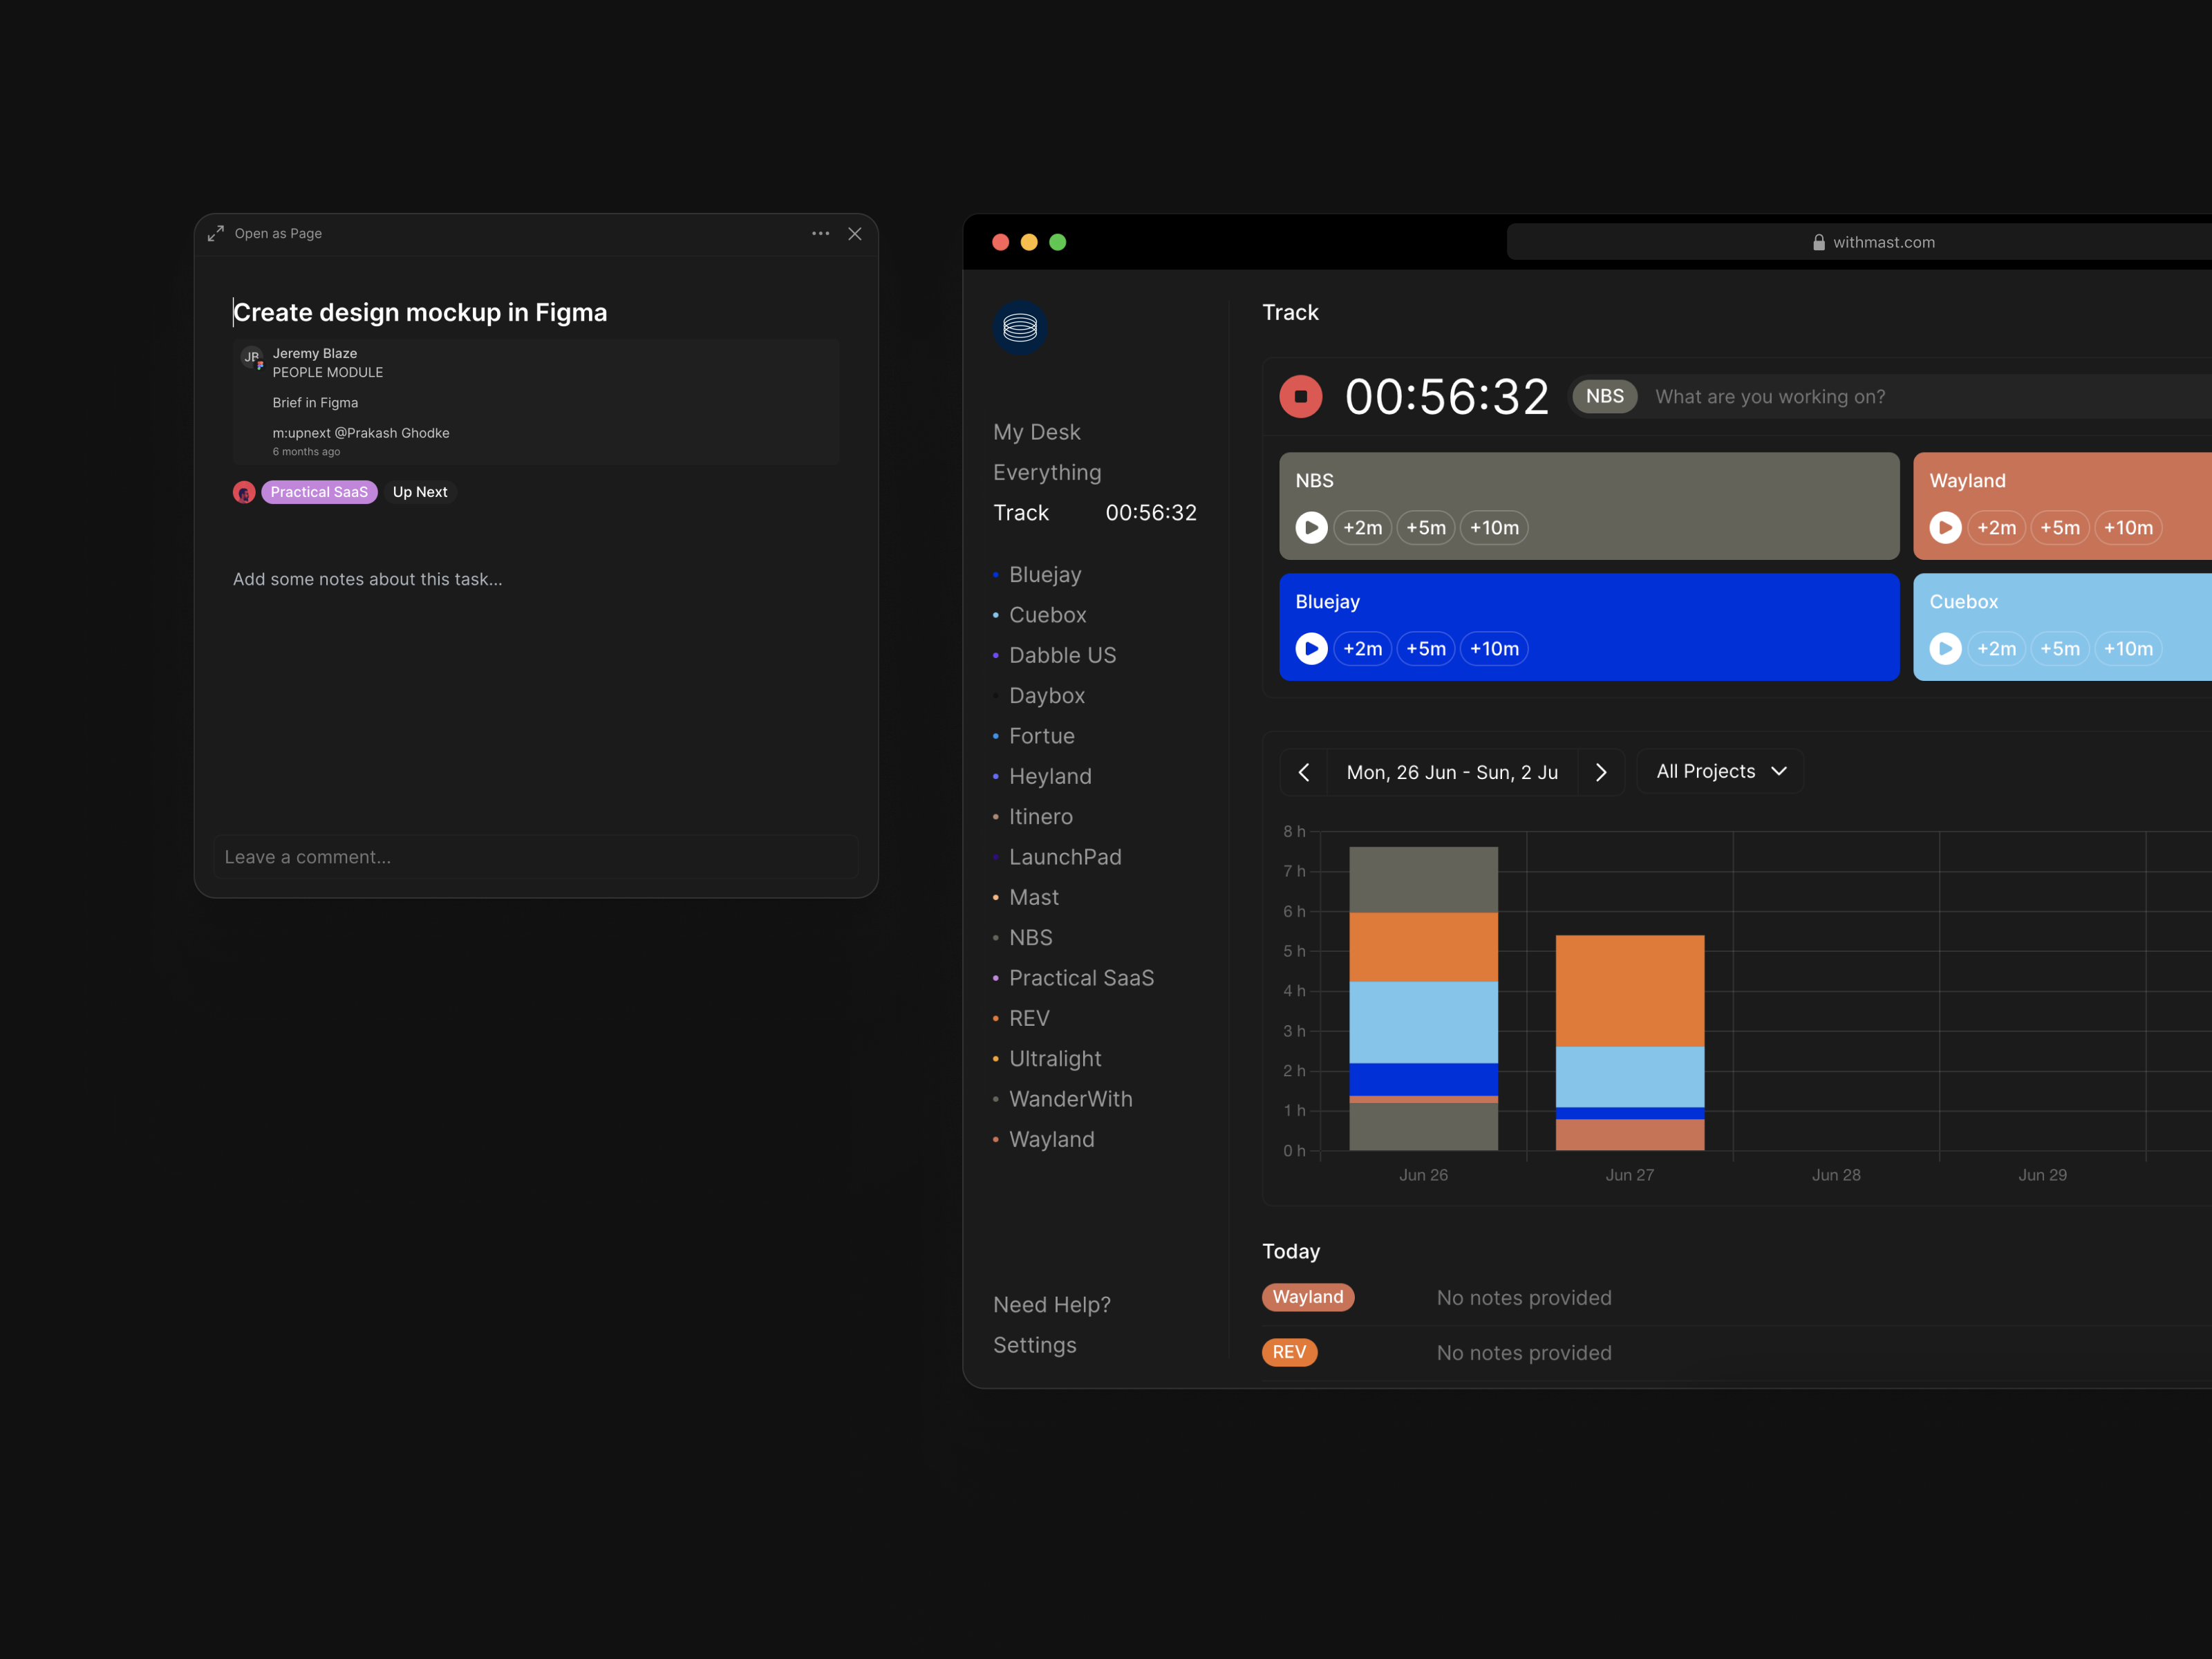 Open as Page
Create design mockup in Figma
JB
Jeremy Blaze
PEOPLE MODULE
Brief in Figma
m:upnext @Prakash Ghodke
6 months ago
Practical SaaS Up Next
Add some notes about this task...
Leave a comment...
withmast.com
My Desk
Everything
Track 00:56:32
Bluejay
Cuebox
Dabble US
Daybox
Fortue
Heyland
Itinero
LaunchPad
Mast
NBS
Practical SaaS
REV
Ultralight
WanderWith
Wayland
Need Help?
Settings
Track
00:56:32 NBS What are you working on?
NBS
+2m +5m +10m
Wayland
+2m +5m +10m
Bluejay
+2m +5m +10m
Cuebox
+2m +5m +10m
Mon, 26 Jun - Sun, 2 Ju All Projects
8 h
7 h
6 h
5 h
4 h
3 h
2 h
1 h
0 h
Jun 26 Jun 27 Jun 28 Jun 29
Today
Wayland No notes provided
REV No notes provided